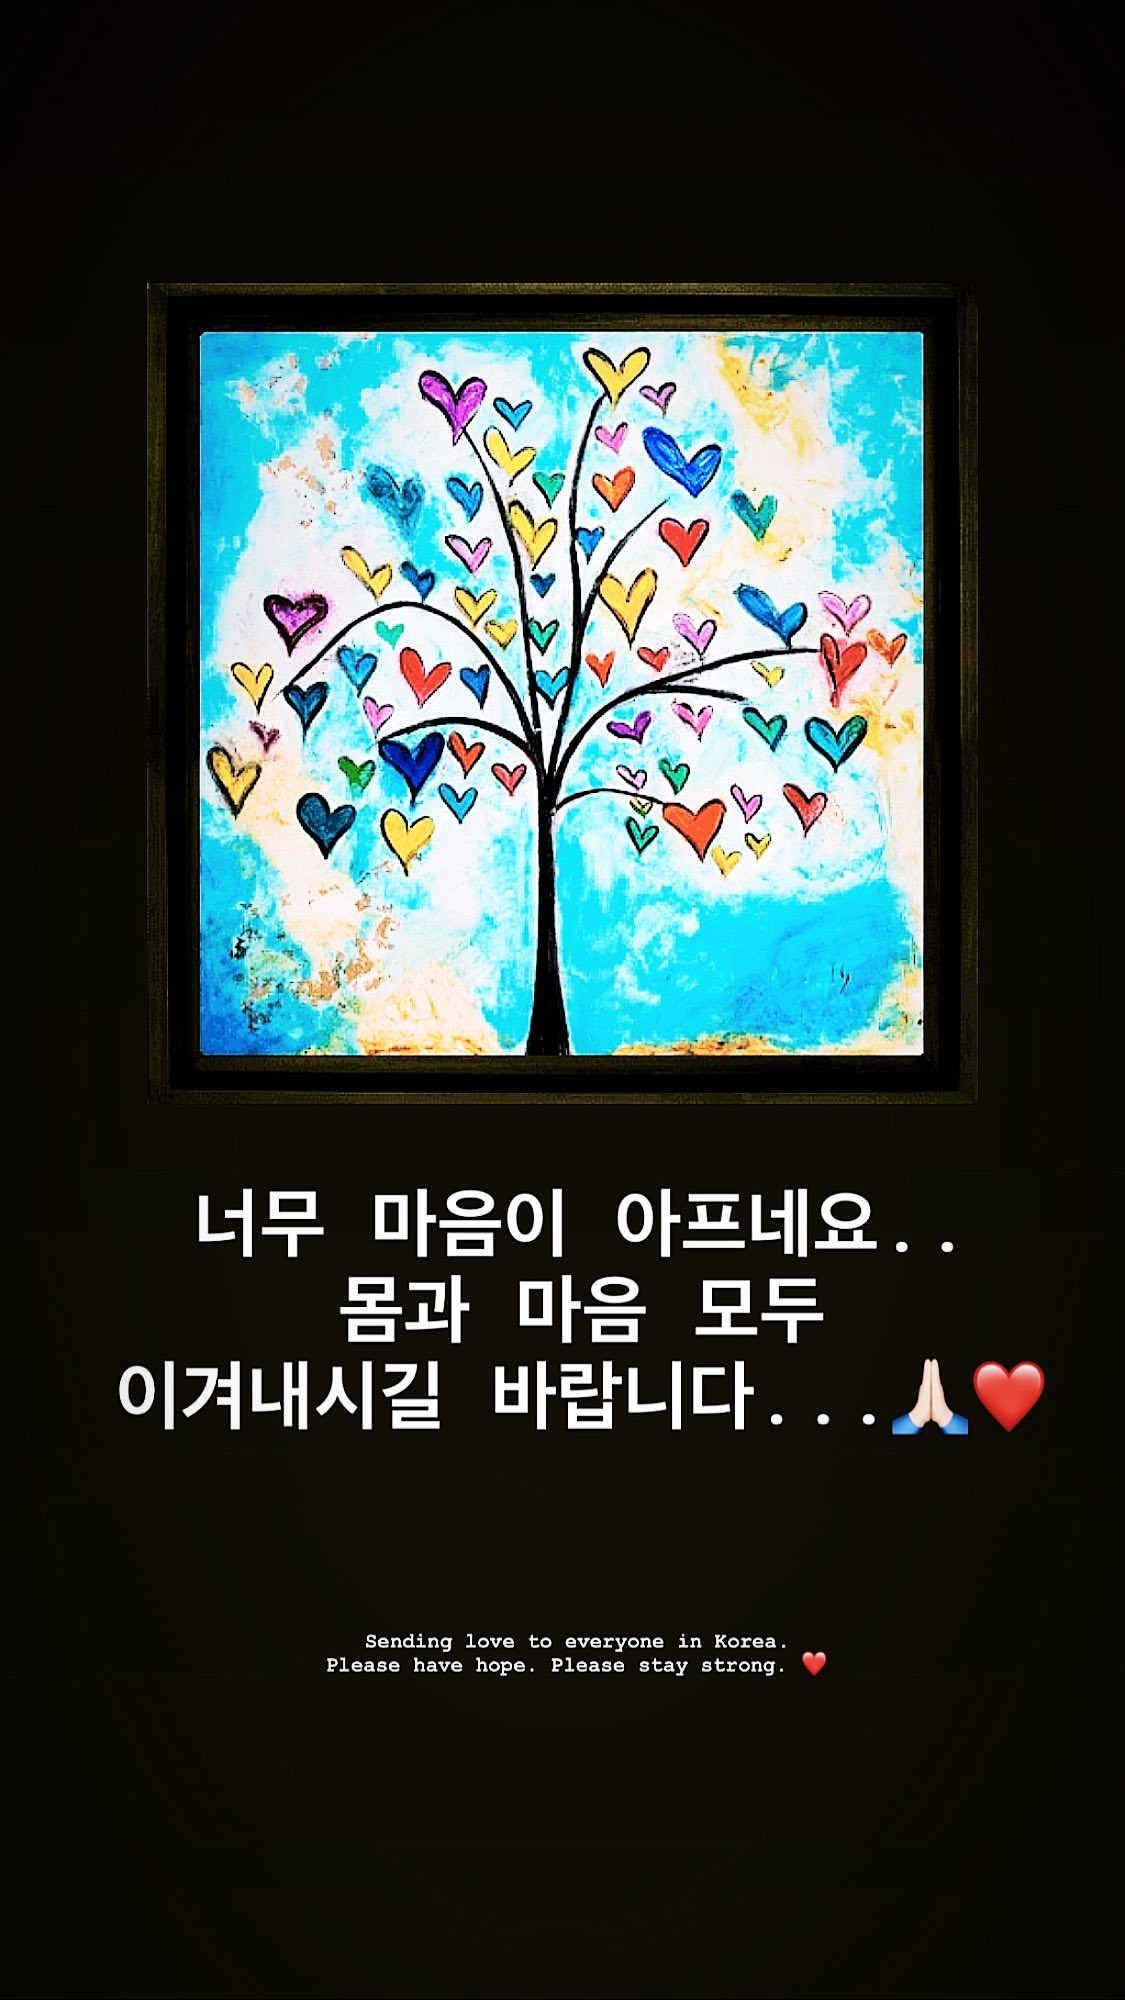 너무 마음이 아프네요..
몸과 마음 모두
이겨내시길 바랍니다...🙏🏻❤️
Sending love to everyone in Korea.
Please have hope. Please stay strong. ❤️